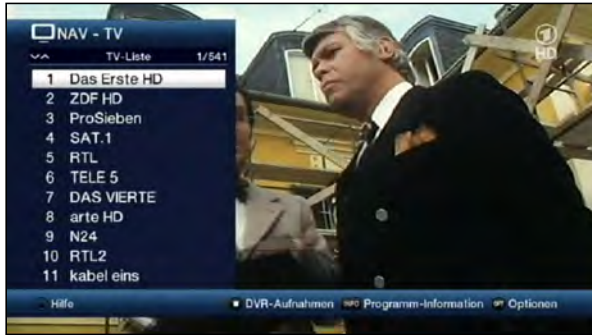 NAV - TV
TV-Liste 1/541
1 Das Erste HD
2 ZDF HD
3 ProSieben
4 SAT.1
5 RTL
6 TELE 5
7 DAS VIERTE
8 arte HD
9 N24
10 RTL2
11 kabel eins
1
HD
Hilfe DVR-Aufnahmen INFO Programm-Information OPT Optionen